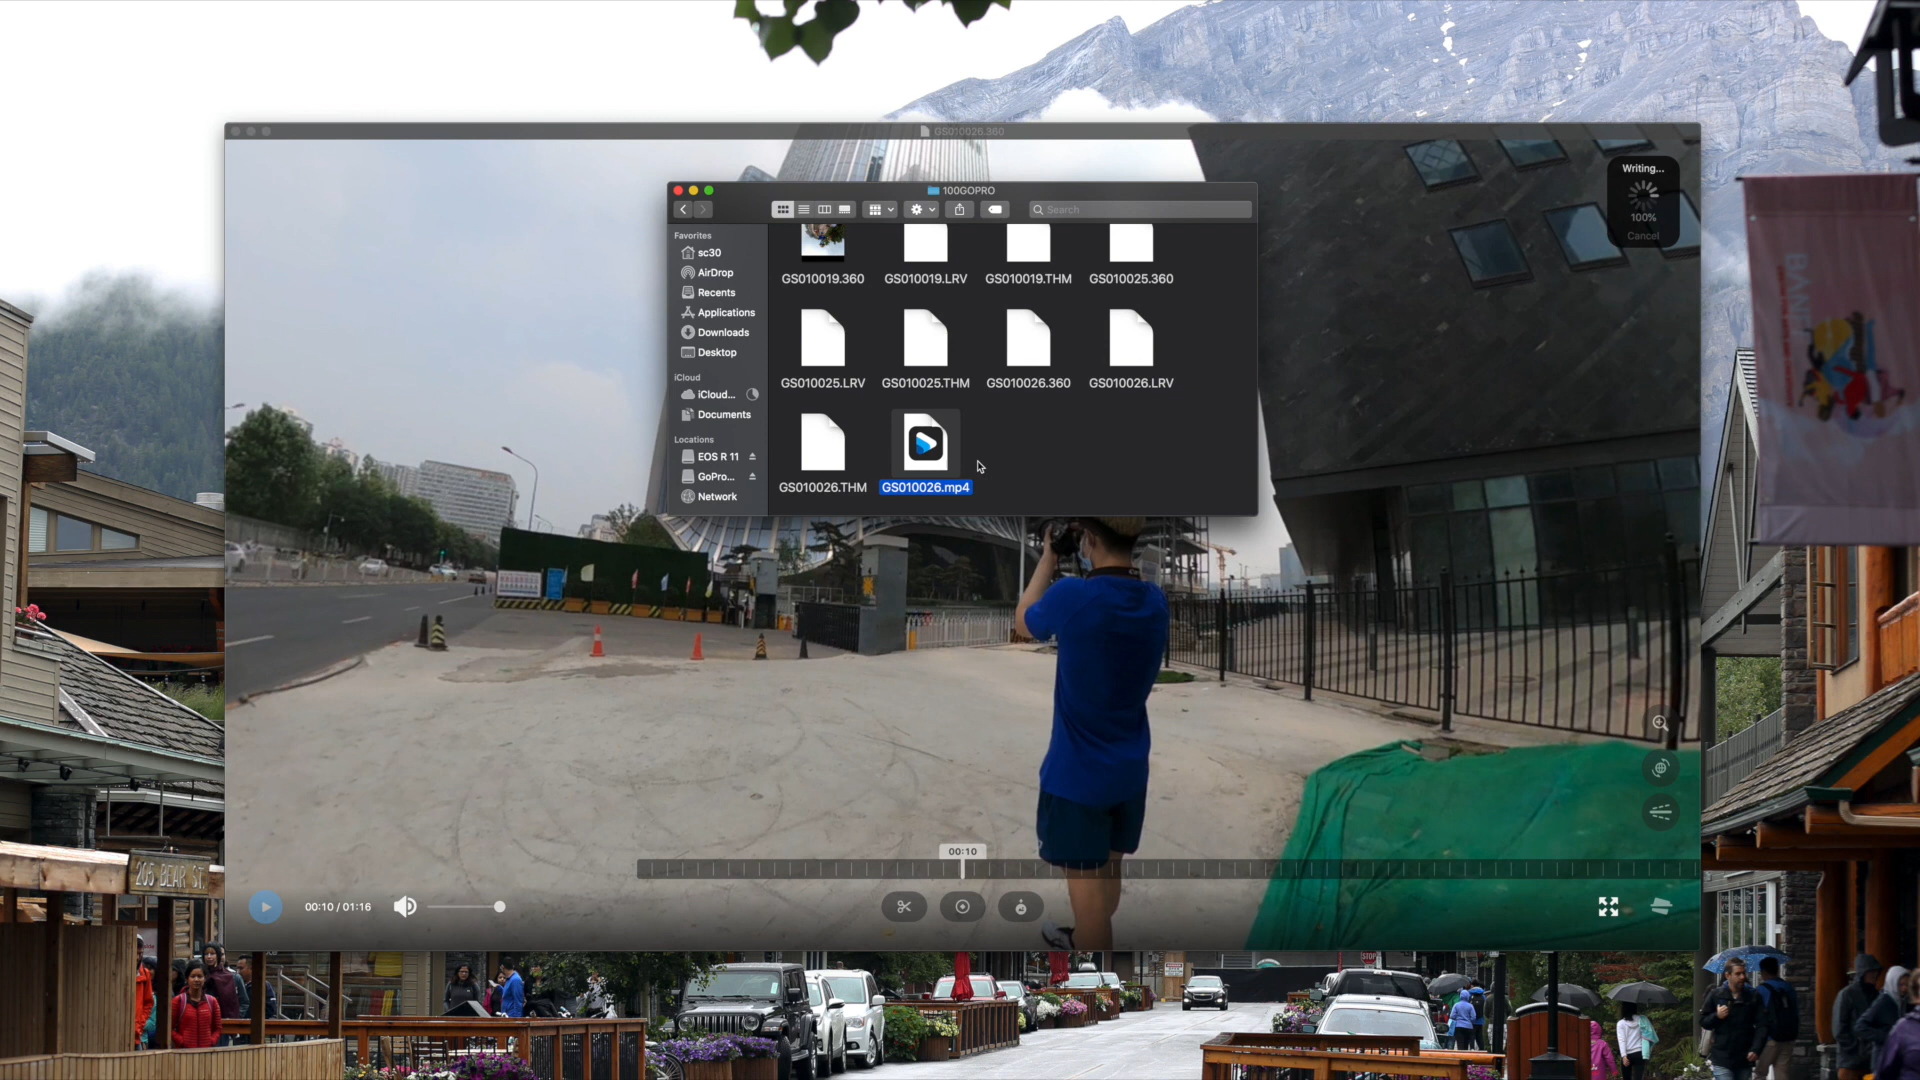 GS010026.360
Writing...
100%
Cancel
100GOPRO
Search
Favorites
sc30
AirDrop
Recents
Applications
Downloads
Desktop
iCloud
iCloud...
Documents
Locations
EOS R 11
GoPro...
Network
GS010019.360
GS010019.LRV
GS010019.THM
GS010025.360
GS010025.LRV
GS010025.THM
GS010026.360
GS010026.LRV
GS010026.THM
GS010026.mp4
00:10
00:10 / 01:16
BANF
205 BEAR ST.
STOP